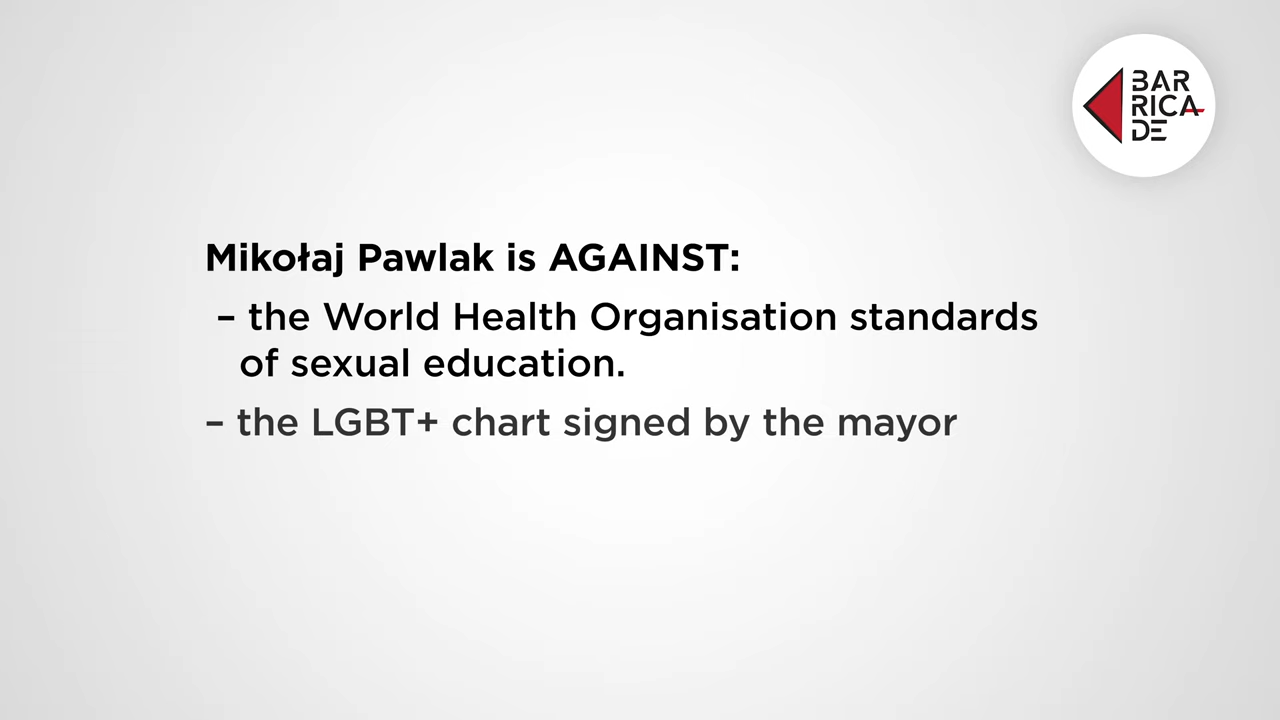 BAR
RICA
DE
Mikołaj Pawlak is AGAINST:
– the World Health Organisation standards
of sexual education.
– the LGBT+ chart signed by the mayor